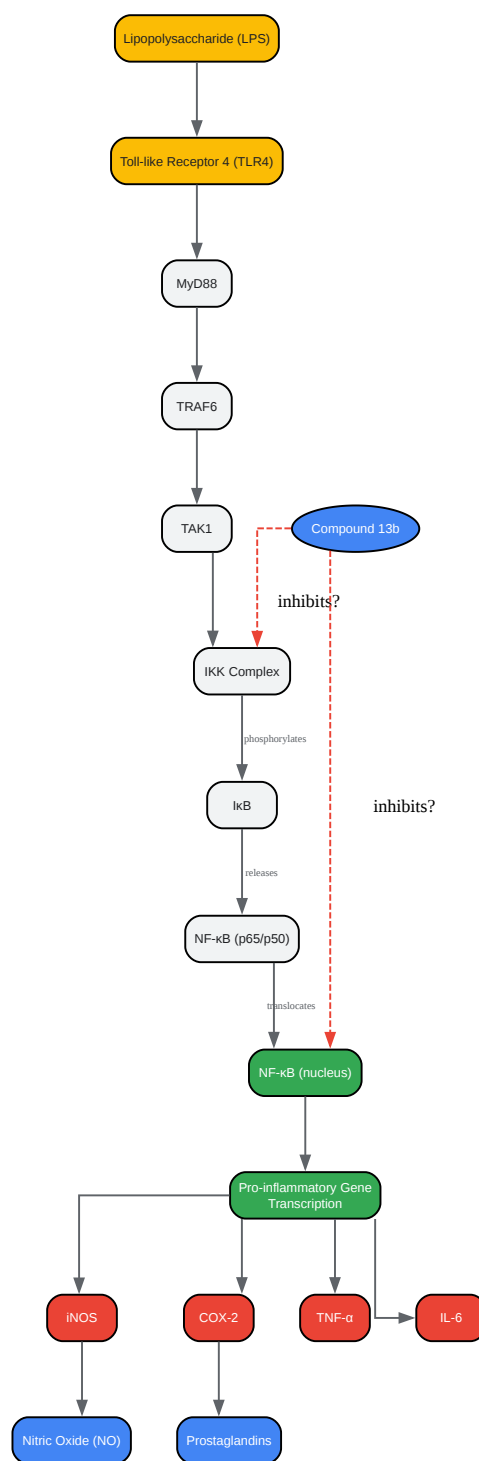 Lipopolysaccharide (LPS)
Toll-like Receptor 4 (TLR4)
MyD88
TRAF6
TAK1
Compound 13b
inhibits?
IKK Complex
phosphorylates
IκB
inhibits?
releases
NF-κB (p65/p50)
translocates
NF-κB (nucleus)
Pro-inflammatory Gene
Transcription
iNOS
COX-2
TNF-α
IL-6
Nitric Oxide (NO)
Prostaglandins